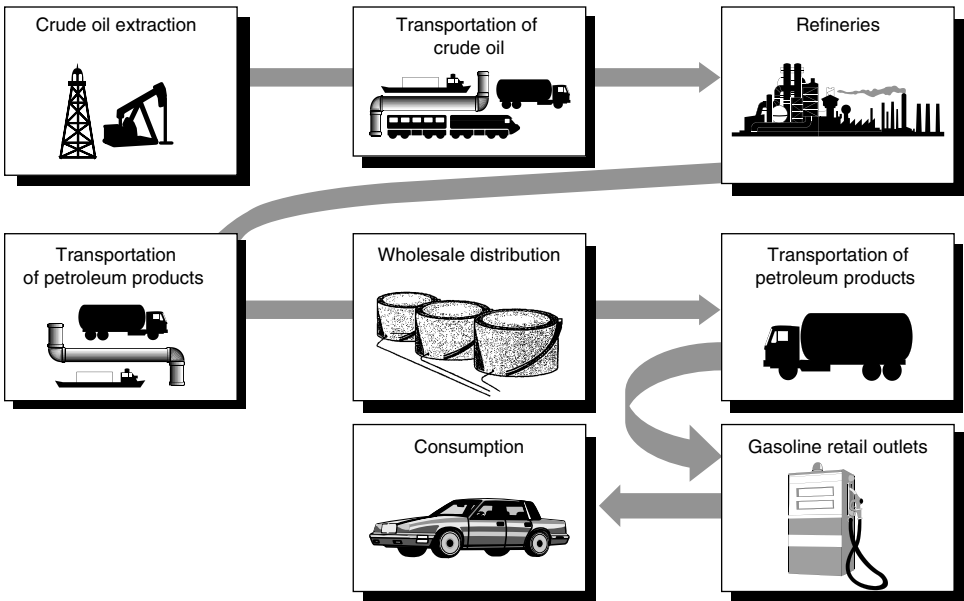 Crude oil extraction
Transportation of
crude oil
Refineries
Transportation
of petroleum products
Wholesale distribution
Transportation of
petroleum products
Consumption
Gasoline retail outlets